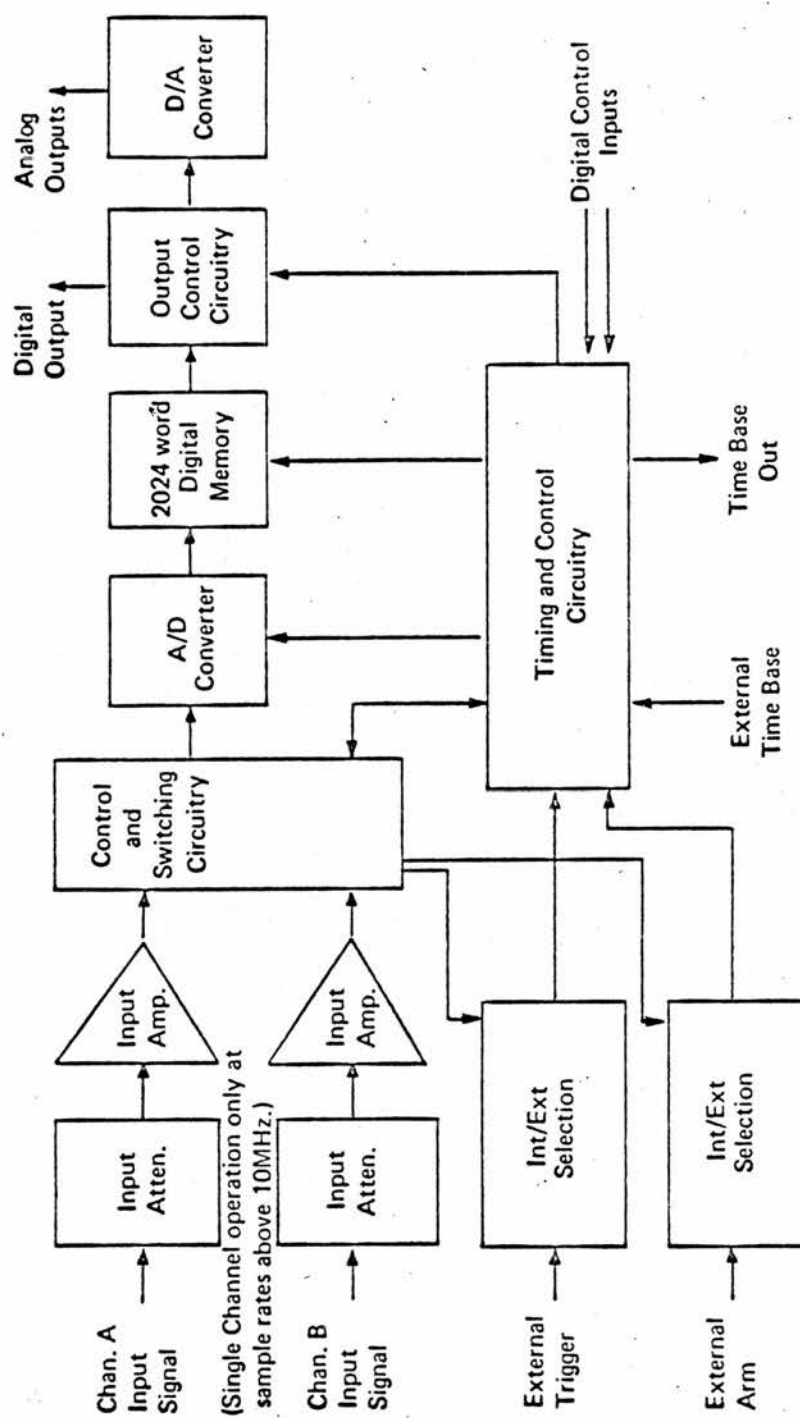 Chan. A
Input
Signal
Input
Atten.
Input
Amp.
(Single Channel operation only at
sample rates above 10MHz.)
Chan. B
Input
Signal
Input
Atten.
Input
Amp.
Control
and
Switching
Circuitry
A/D
Converter
2024 word
Digital
Memory
Output
Control
Circuitry
Digital
Output
D/A
Converter
Analog
Outputs
External
Trigger
Int/Ext
Selection
External
Arm
Int/Ext
Selection
Timing and Control
Circuitry
External
Time Base
Time Base
Out
Digital Control
Inputs